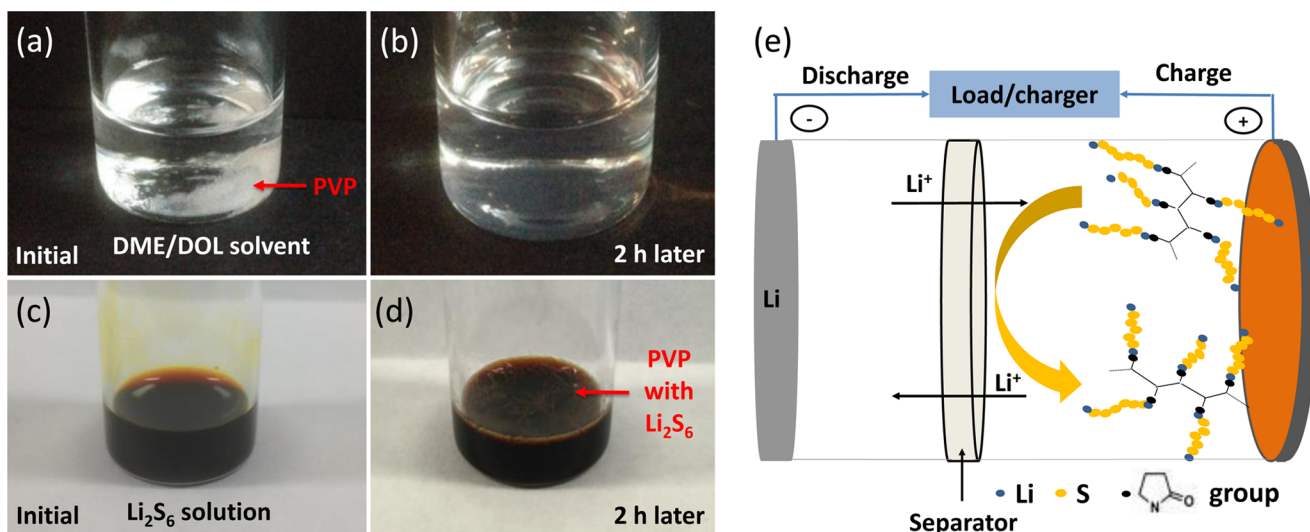 (a)
PVP
Initial
DME/DOL solvent
(b)
2 h later
(c)
Initial
Li₂S₆ solution
(d)
PVP
with
Li₂S₆
2 h later
(e)
Discharge
Load/charger
Charge
-
+
Li
Li⁺
Li⁺
Separator
Li
S
N
O
group